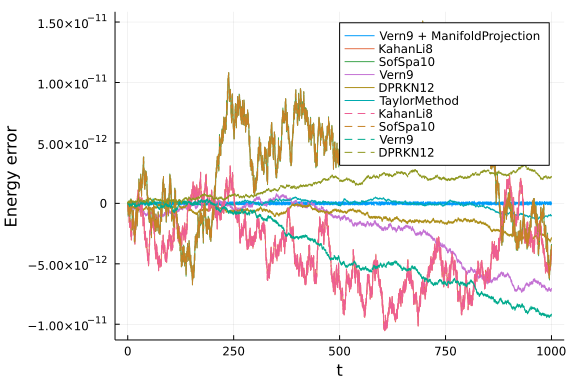 1.50×10⁻¹¹
1.00×10⁻¹¹
5.00×10⁻¹²
0
−5.00×10⁻¹²
−1.00×10⁻¹¹
Energy error
Vern9 + ManifoldProjection
KahanLi8
SofSpa10
Vern9
DPRKN12
TaylorMethod
KahanLi8
SofSpa10
Vern9
DPRKN12
0 250 500 750 1000
t